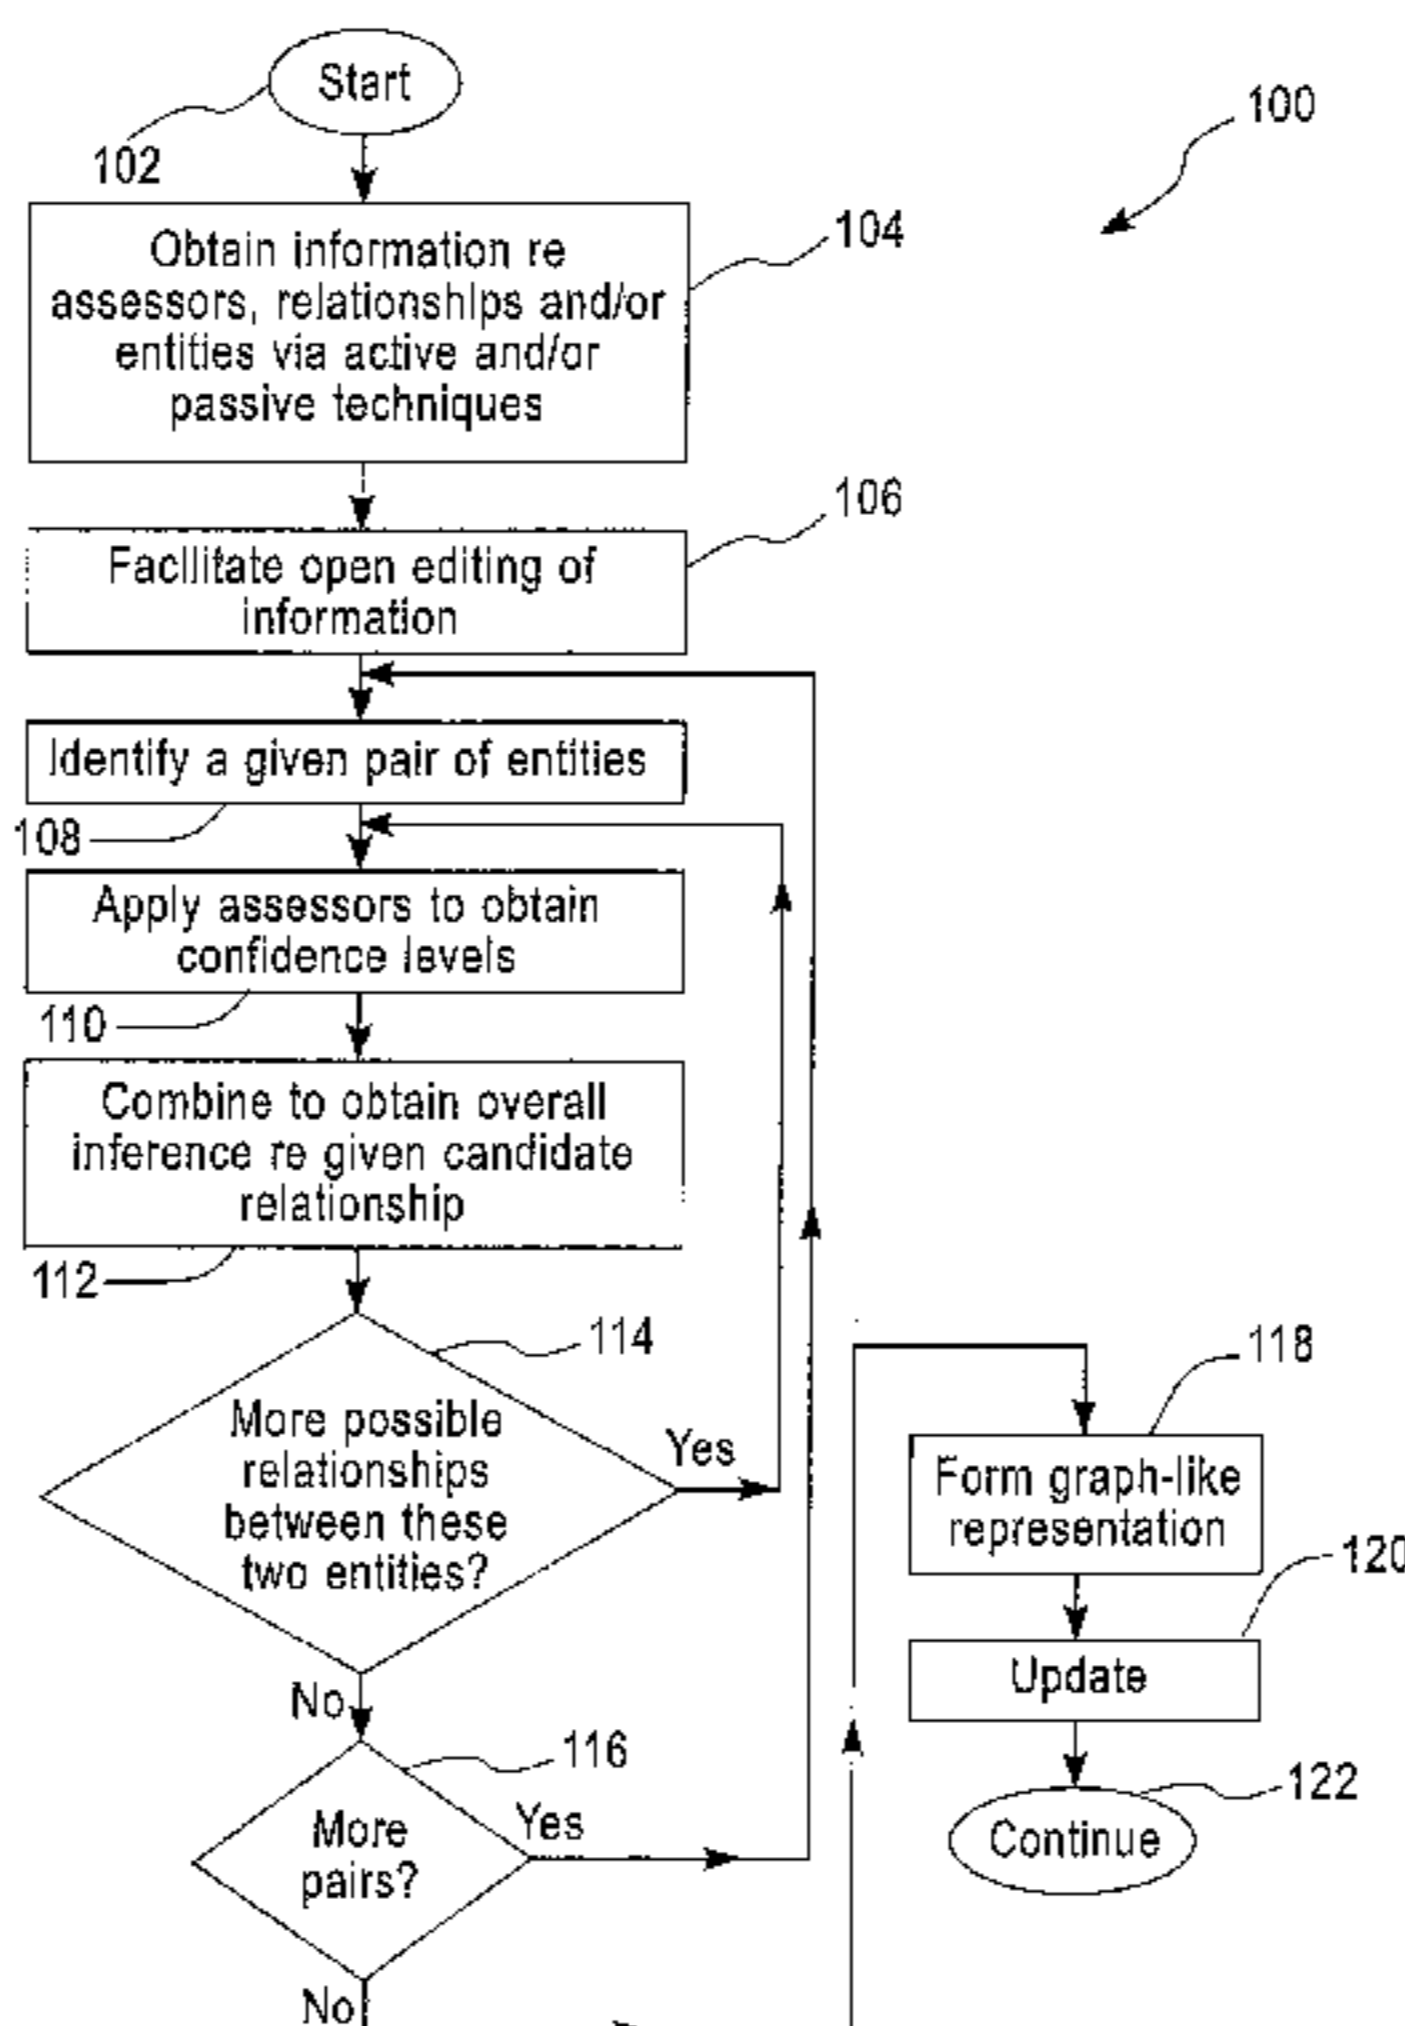 Start
102
100
Obtain information re
assessors, relationships and/or
entities via active and/or
passive techniques
104
Facilitate open editing of
information
106
Identify a given pair of entities
108
Apply assessors to obtain
confidence levels
110
Combine to obtain overall
inference re given candidate
relationship
112
More possible
relationships
between these
two entities?
114
Yes
No
More
pairs?
116
Yes
No
Form graph-like
representation
118
Update
120
Continue
122